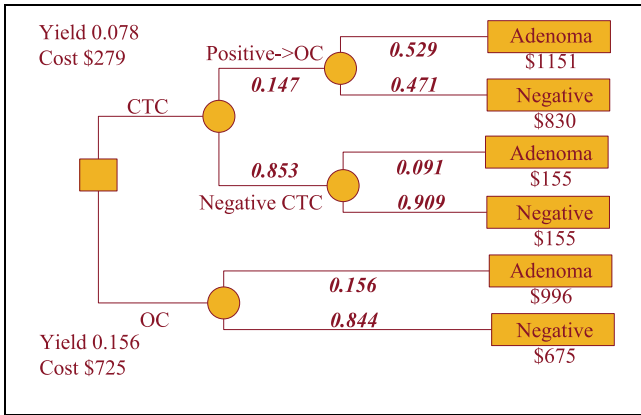 Yield 0.078
Cost $279
Positive->OC
0.147
0.529
Adenoma
$1151
0.471
Negative
$830
CTC
0.853
Negative CTC
0.091
Adenoma
$155
0.909
Negative
$155
OC
0.156
Adenoma
$996
0.844
Negative
$675
Yield 0.156
Cost $725